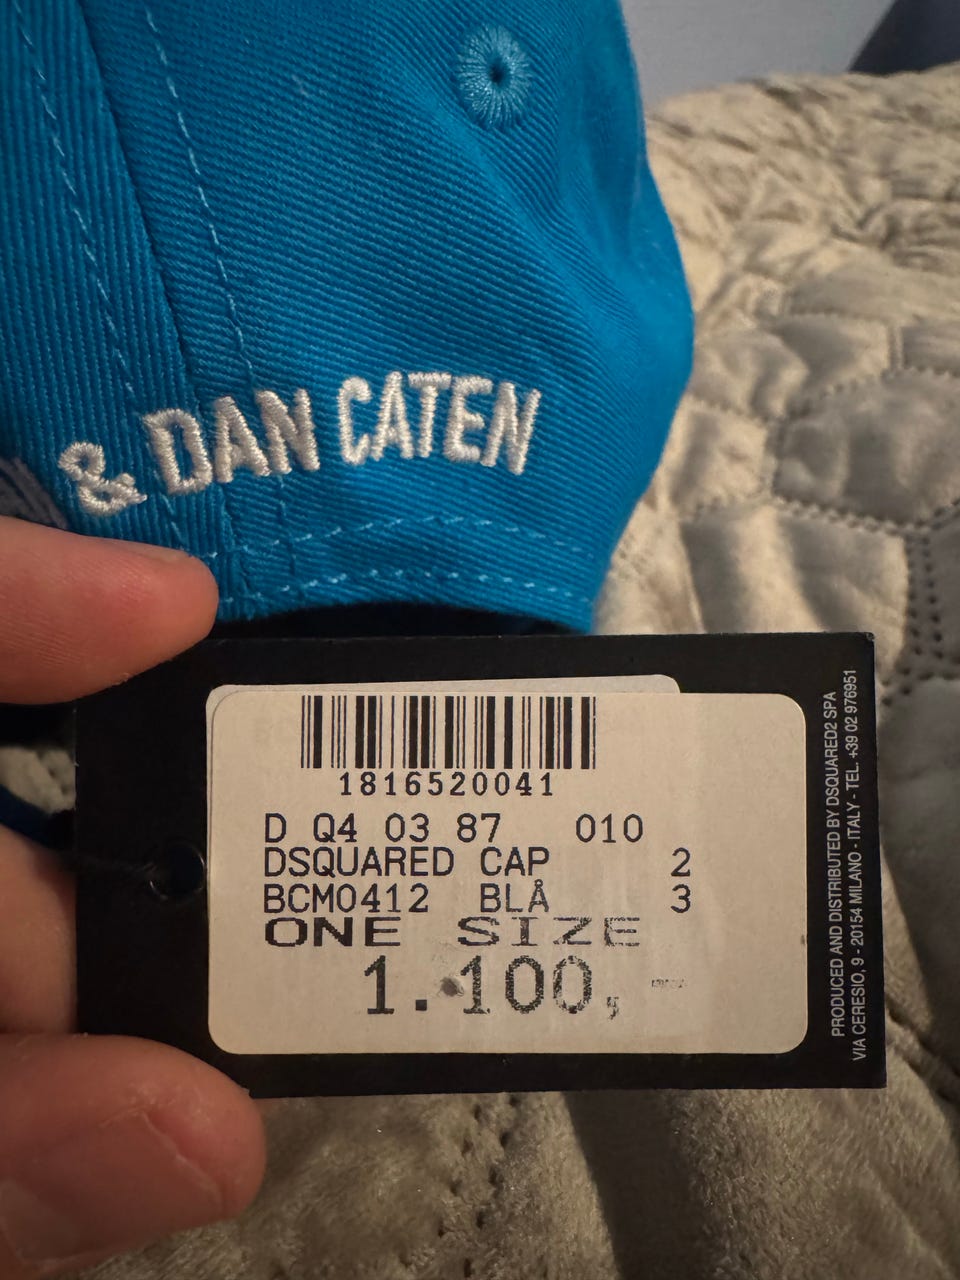 & DAN CATEN
1816520041
D Q4 03 87 010
DSQUARED CAP 2
BCM0412 BLÅ 3
ONE SIZE
1.100,
PRODUCED AND DISTRIBUTED BY DSQUARED2 SPA
VIA CERESIO, 9 - 20154 MILANO - ITALY - TEL. +39 02 976951